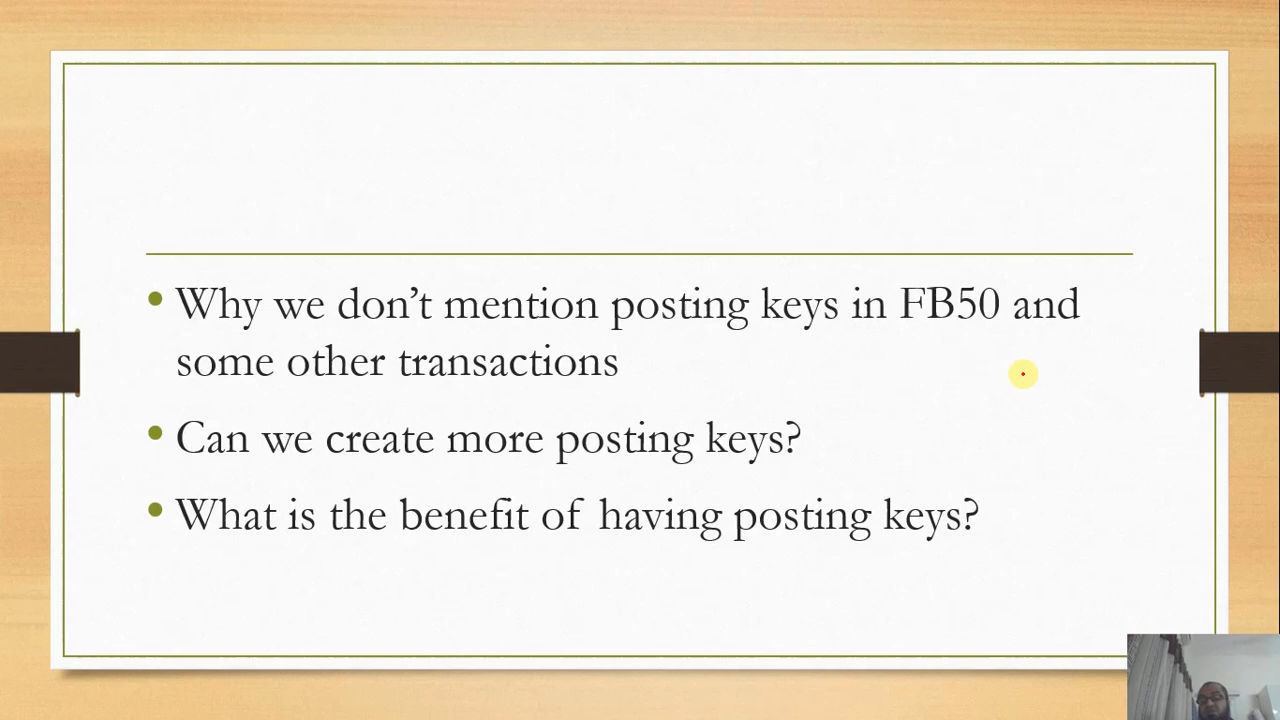 • Why we don’t mention posting keys in FB50 and
some other transactions
• Can we create more posting keys?
• What is the benefit of having posting keys?